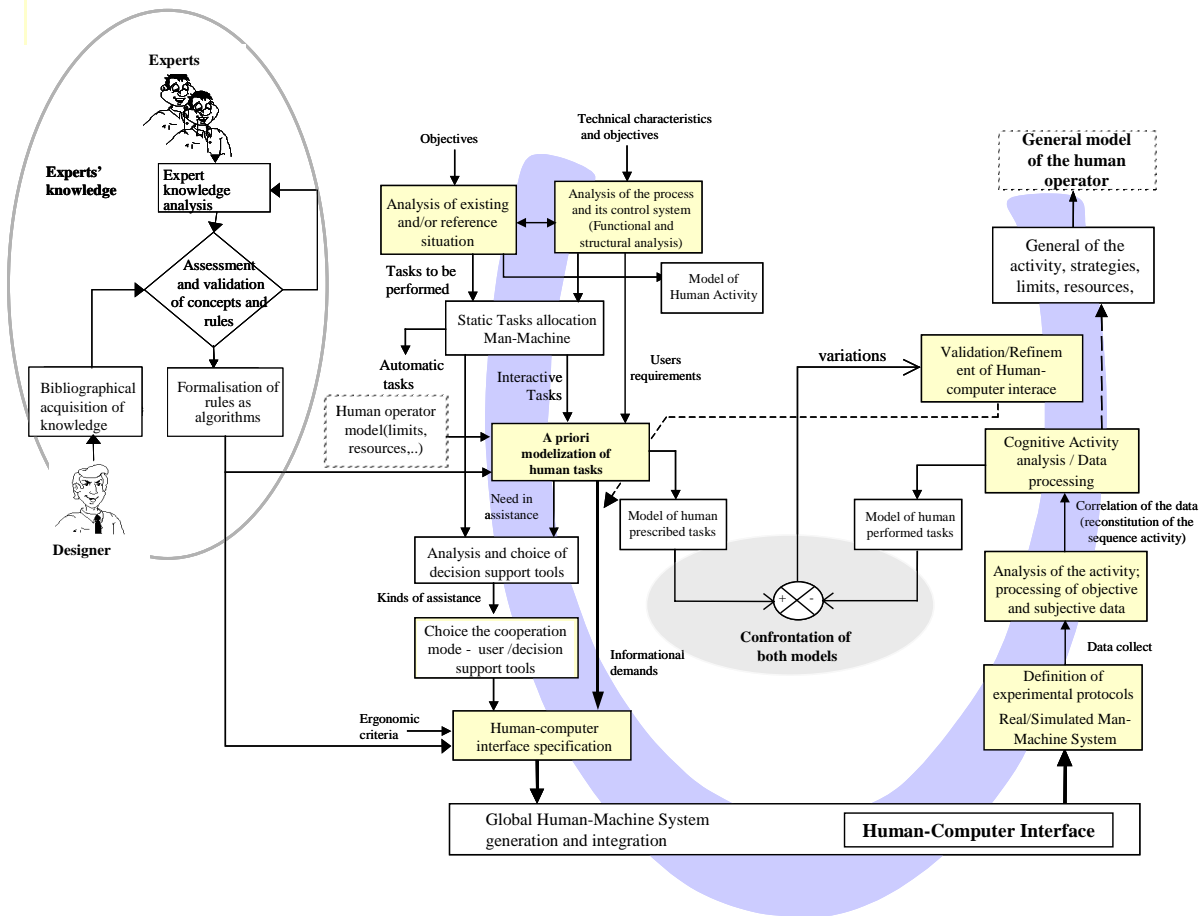 Experts
Experts'
knowledge
Expert
knowledge
analysis
Assessment
and validation
of concepts and
rules
Bibliographical
acquisition of
knowledge
Formalisation of
rules as
algorithms
Designer
Objectives
Technical characteristics
and objectives
Analysis of existing
and/or reference
situation
Analysis of the process
and its control system
(Functional and
structural analysis)
Tasks to be
performed
Model of
Human Activity
Static Tasks allocation
Man-Machine
Automatic
tasks
Interactive
Tasks
Users
requirements
Human operator
model(limits,
resources,..)
A priori
modelization of
human tasks
Need in
assistance
Model of human
prescribed tasks
Analysis and choice of
decision support tools
Kinds of assistance
Choice the cooperation
mode - user /decision
support tools
Informational
demands
Ergonomic
criteria
Human-computer
interface specification
Global Human-Machine System
generation and integration
Human-Computer Interface
General model
of the human
operator
General of the
activity, strategies,
limits, resources,
variations
Validation/Refinem
ent of Human-
computer interace
Cognitive Activity
analysis / Data
processing
Model of human
performed tasks
Correlation of the data
(reconstitution of the
sequence activity)
+ -
Confrontation of
both models
Analysis of the activity;
processing of objective
and subjective data
Data collect
Definition of
experimental protocols
Real/Simulated Man-
Machine System